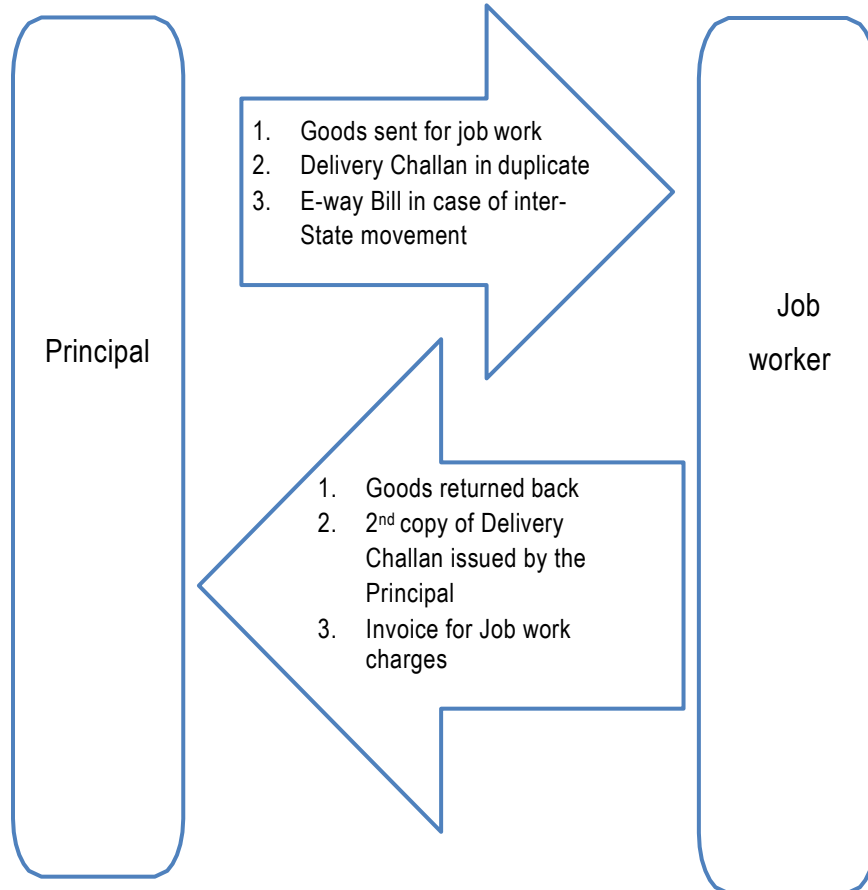 Principal
1. Goods sent for job work
2. Delivery Challan in duplicate
3. E-way Bill in case of inter-
State movement
Job
worker
1. Goods returned back
2. 2nd copy of Delivery
Challan issued by the
Principal
3. Invoice for Job work
charges